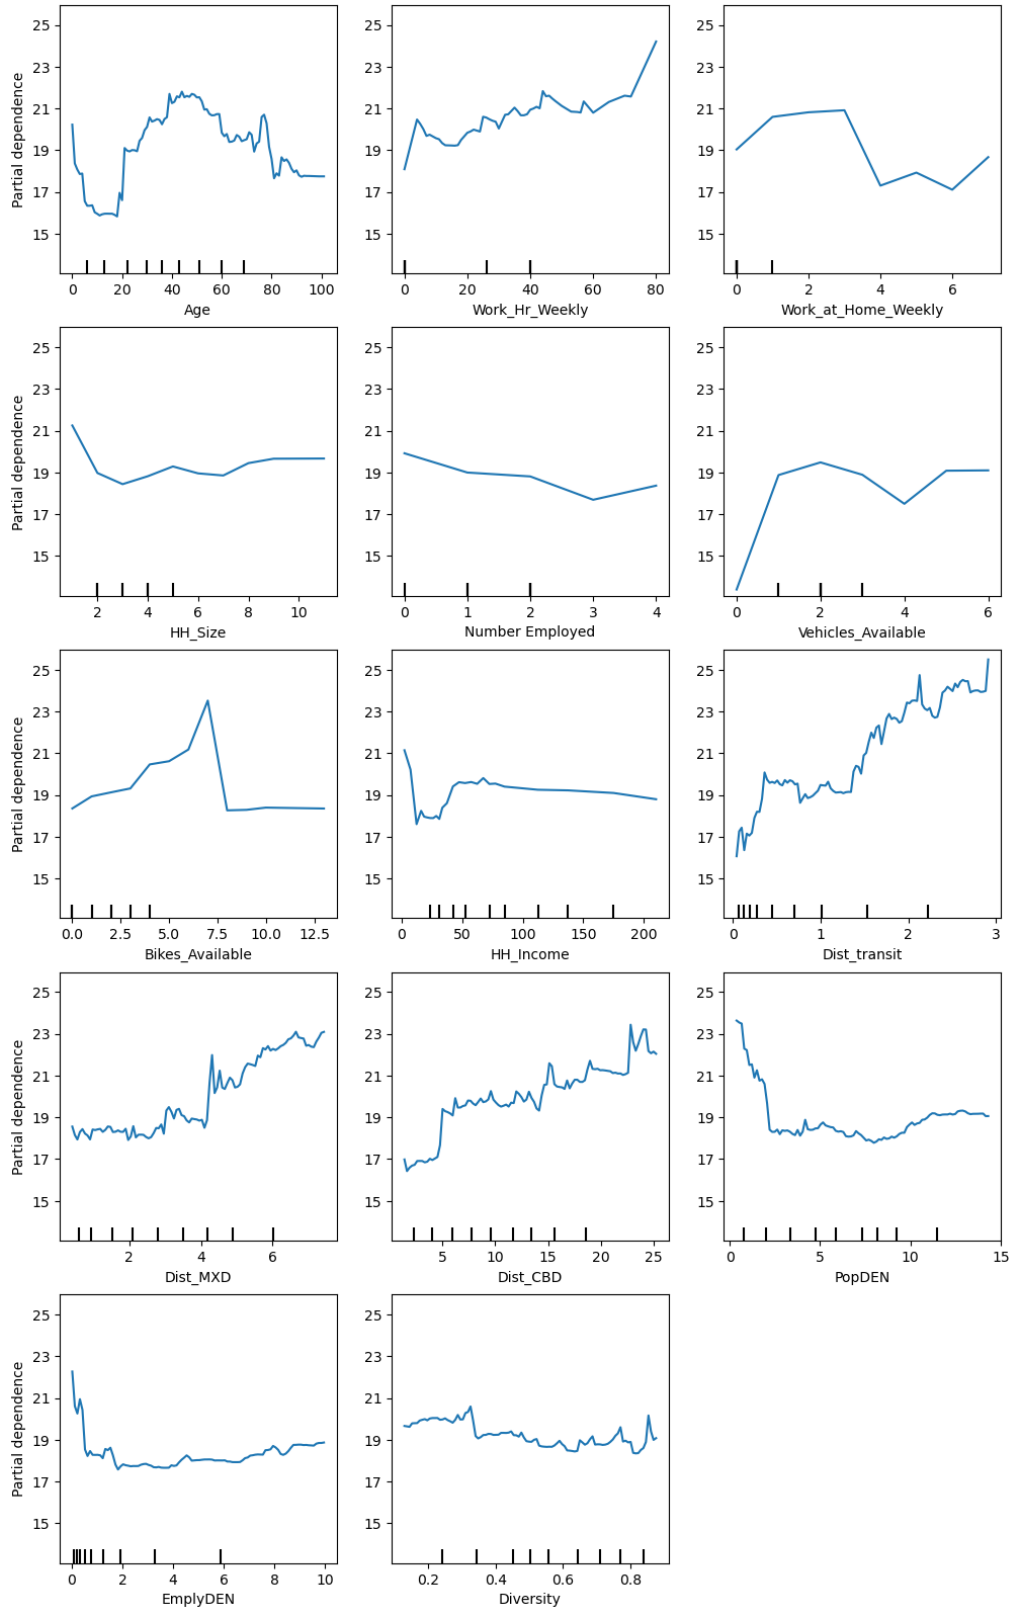 25
23
21
19
17
15
Partial dependence
0 20 40 60 80 100
Age
25
23
21
19
17
15
0 20 40 60 80
Work_Hr_Weekly
25
23
21
19
17
15
0 2 4 6
Work_at_Home_Weekly
25
23
21
19
17
15
Partial dependence
2 4 6 8 10
HH_Size
25
23
21
19
17
15
0 1 2 3 4
Number Employed
25
23
21
19
17
15
0 2 4 6
Vehicles_Available
25
23
21
19
17
15
Partial dependence
0.0 2.5 5.0 7.5 10.0 12.5
Bikes_Available
25
23
21
19
17
15
0 50 100 150 200
HH_Income
25
23
21
19
17
15
0 1 2 3
Dist_transit
25
23
21
19
17
15
Partial dependence
2 4 6
Dist_MXD
25
23
21
19
17
15
5 10 15 20 25
Dist_CBD
25
23
21
19
17
15
0 5 10 15
PopDEN
25
23
21
19
17
15
Partial dependence
0 2 4 6 8 10
EmplyDEN
25
23
21
19
17
15
0.2 0.4 0.6 0.8
Diversity